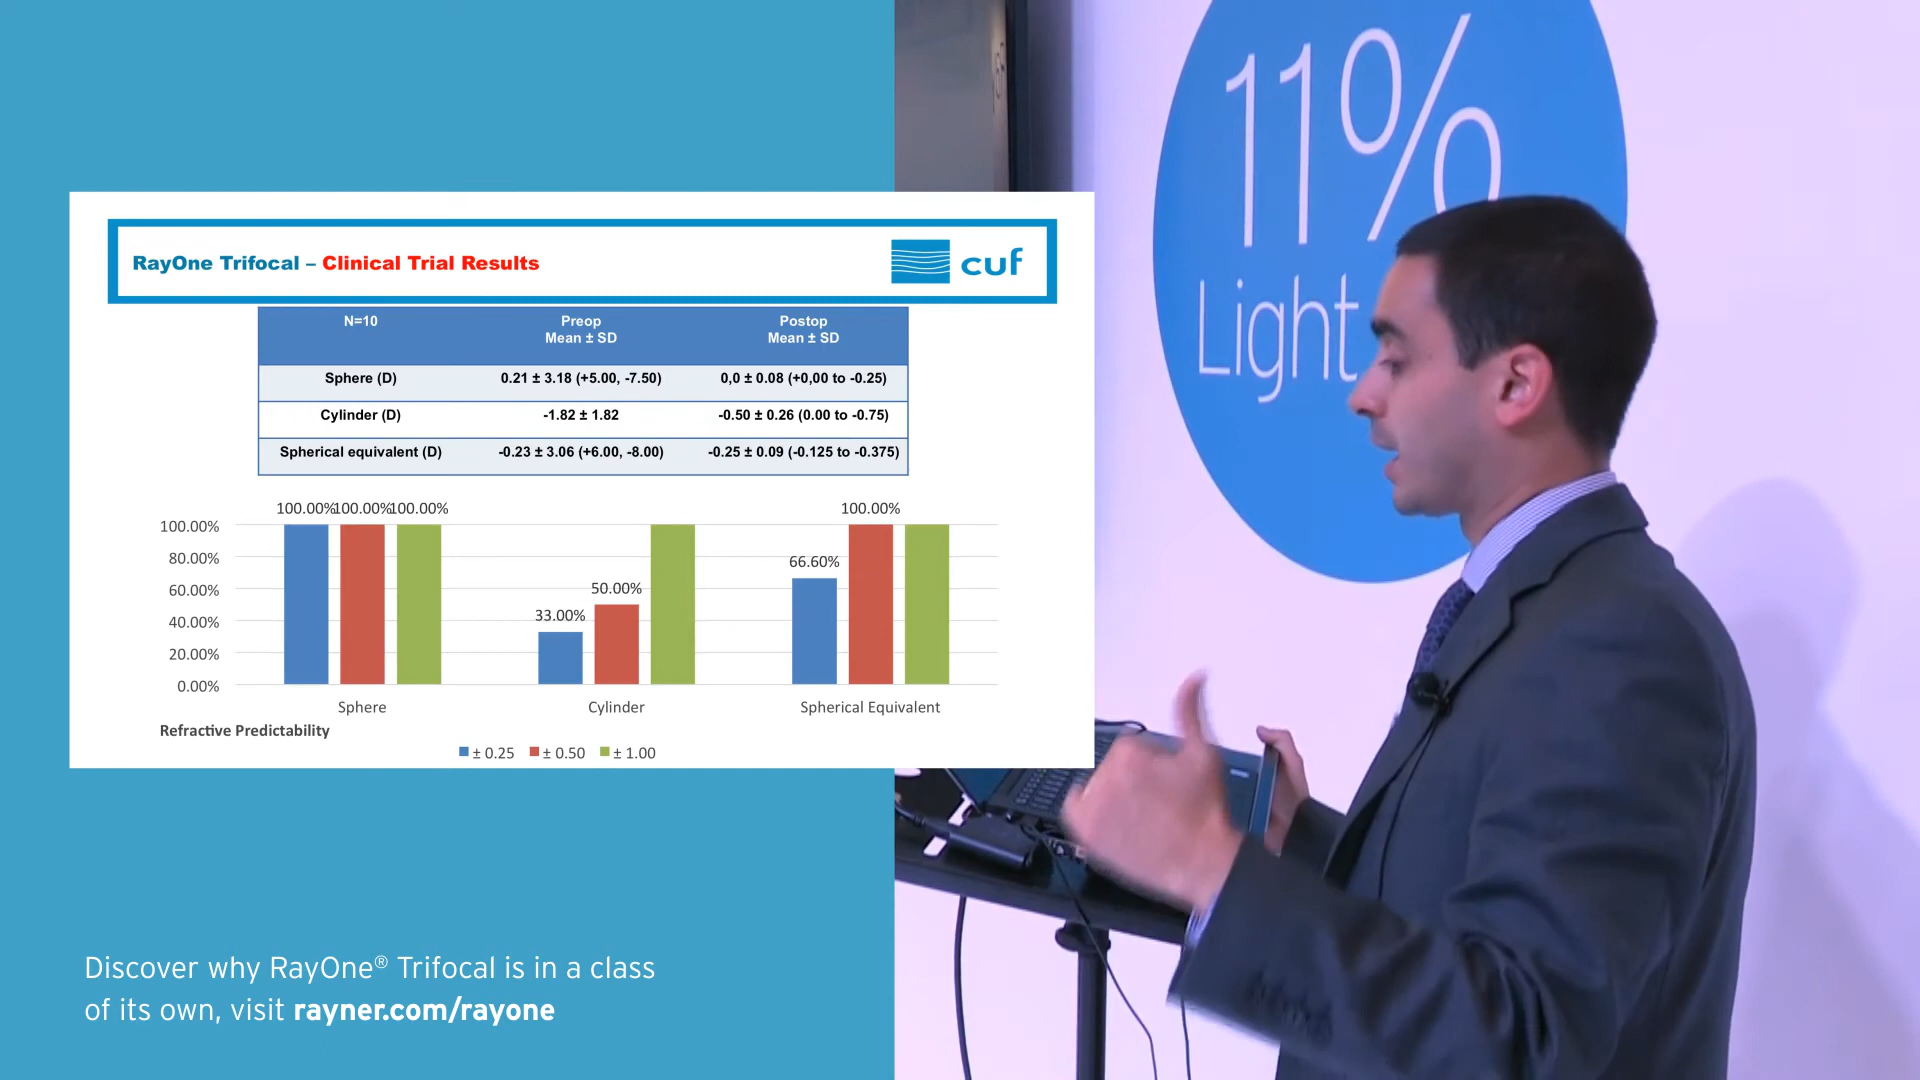 11%
Light
RayOne Trifocal – Clinical Trial Results
cuf
N=10 Preop Postop
Mean ± SD Mean ± SD
Sphere (D) 0.21 ± 3.18 (+5.00, -7.50) 0,0 ± 0.08 (+0,00 to -0.25)
Cylinder (D) -1.82 ± 1.82 -0.50 ± 0.26 (0.00 to -0.75)
Spherical equivalent (D) -0.23 ± 3.06 (+6.00, -8.00) -0.25 ± 0.09 (-0.125 to -0.375)
100.00% 100.00% 100.00% 100.00%
100.00%
80.00% 66.60%
60.00% 50.00%
40.00% 33.00%
20.00%
0.00%
Sphere Cylinder Spherical Equivalent
Refractive Predictability
± 0.25 ± 0.50 ± 1.00
Discover why RayOne® Trifocal is in a class
of its own, visit rayner.com/rayone